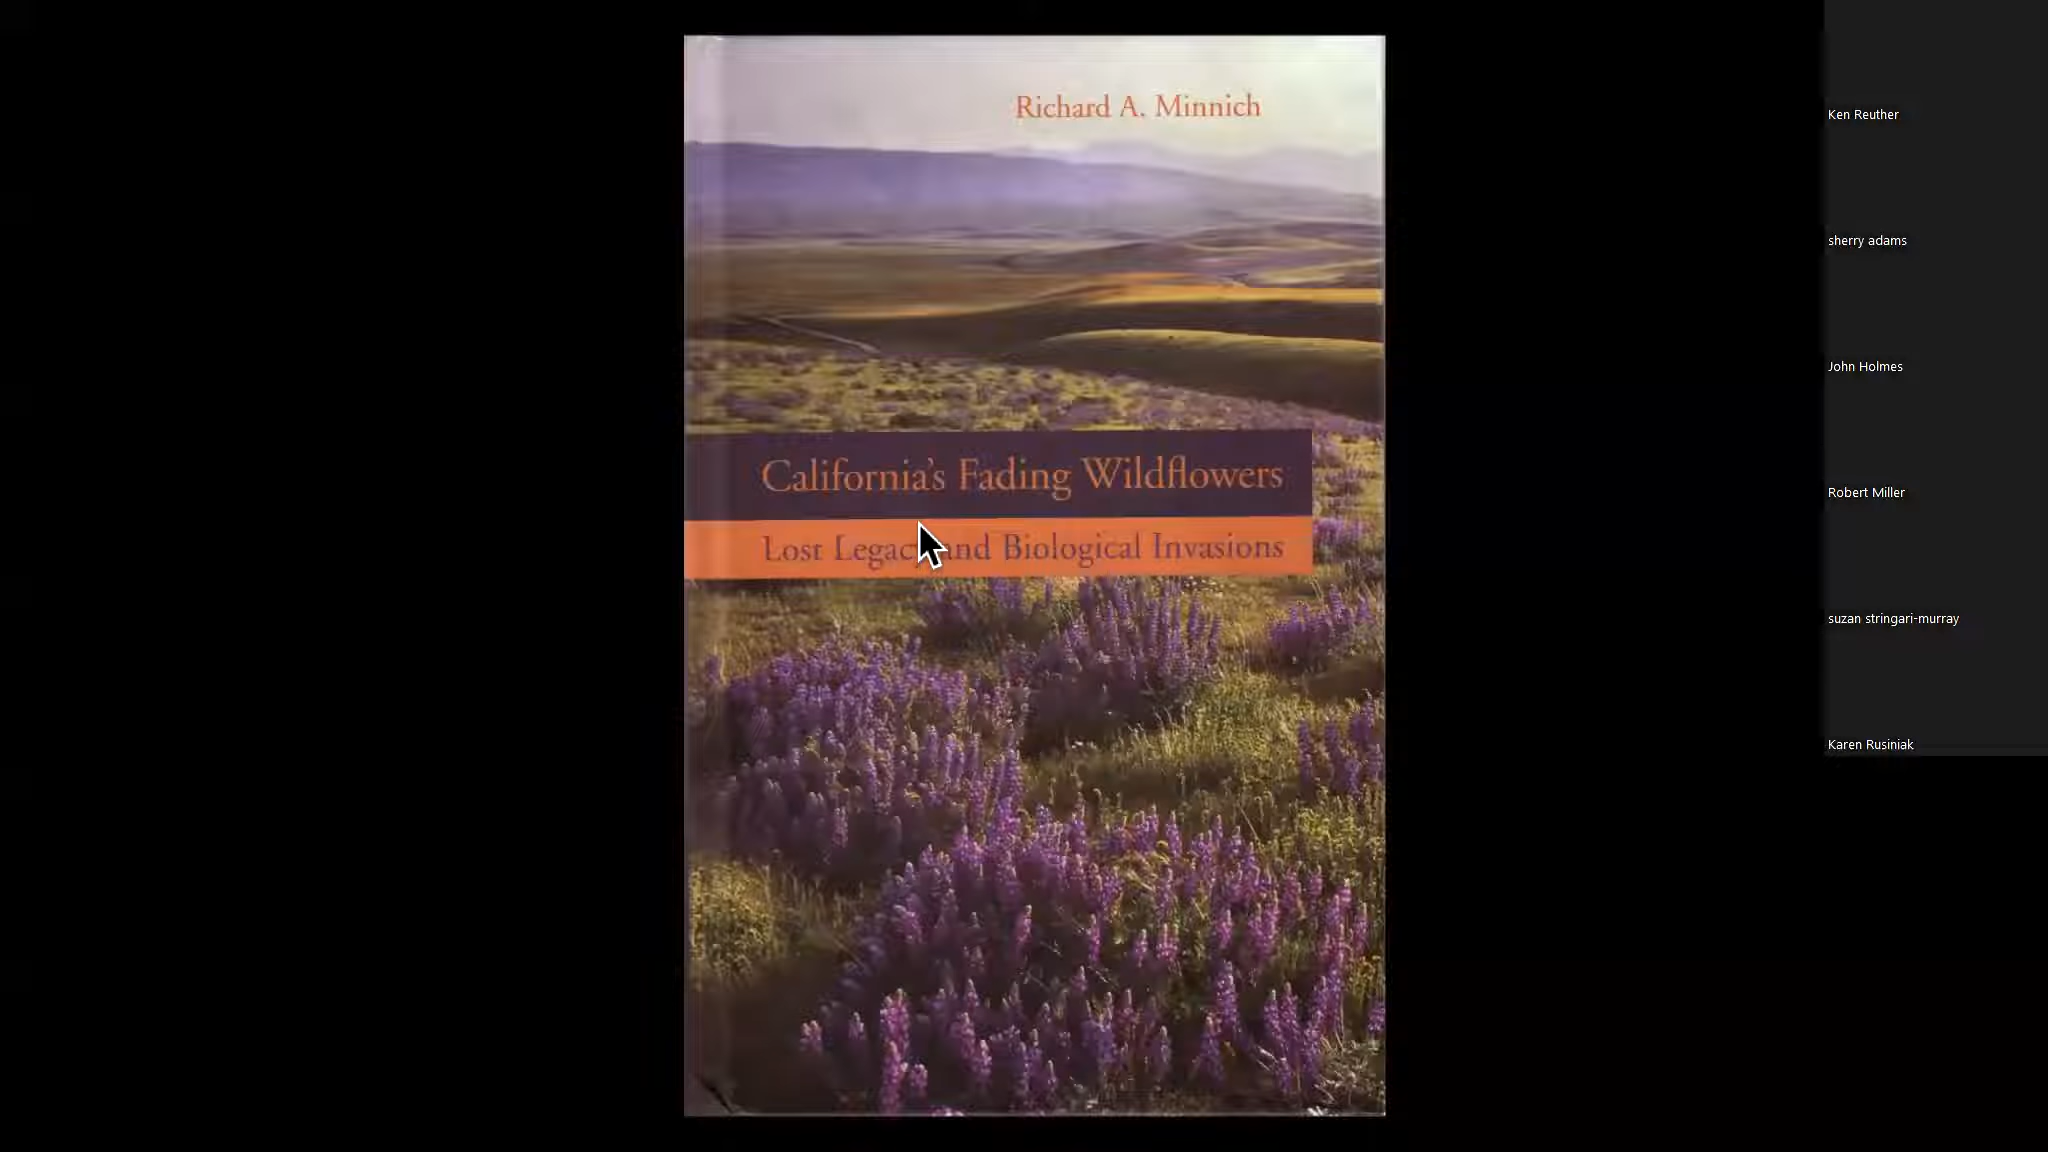 Richard A. Minnich
California's Fading Wildflowers
Lost Legacy and Biological Invasions
Ken Reuther
sherry adams
John Holmes
Robert Miller
suzan stringari-murray
Karen Rusiniak